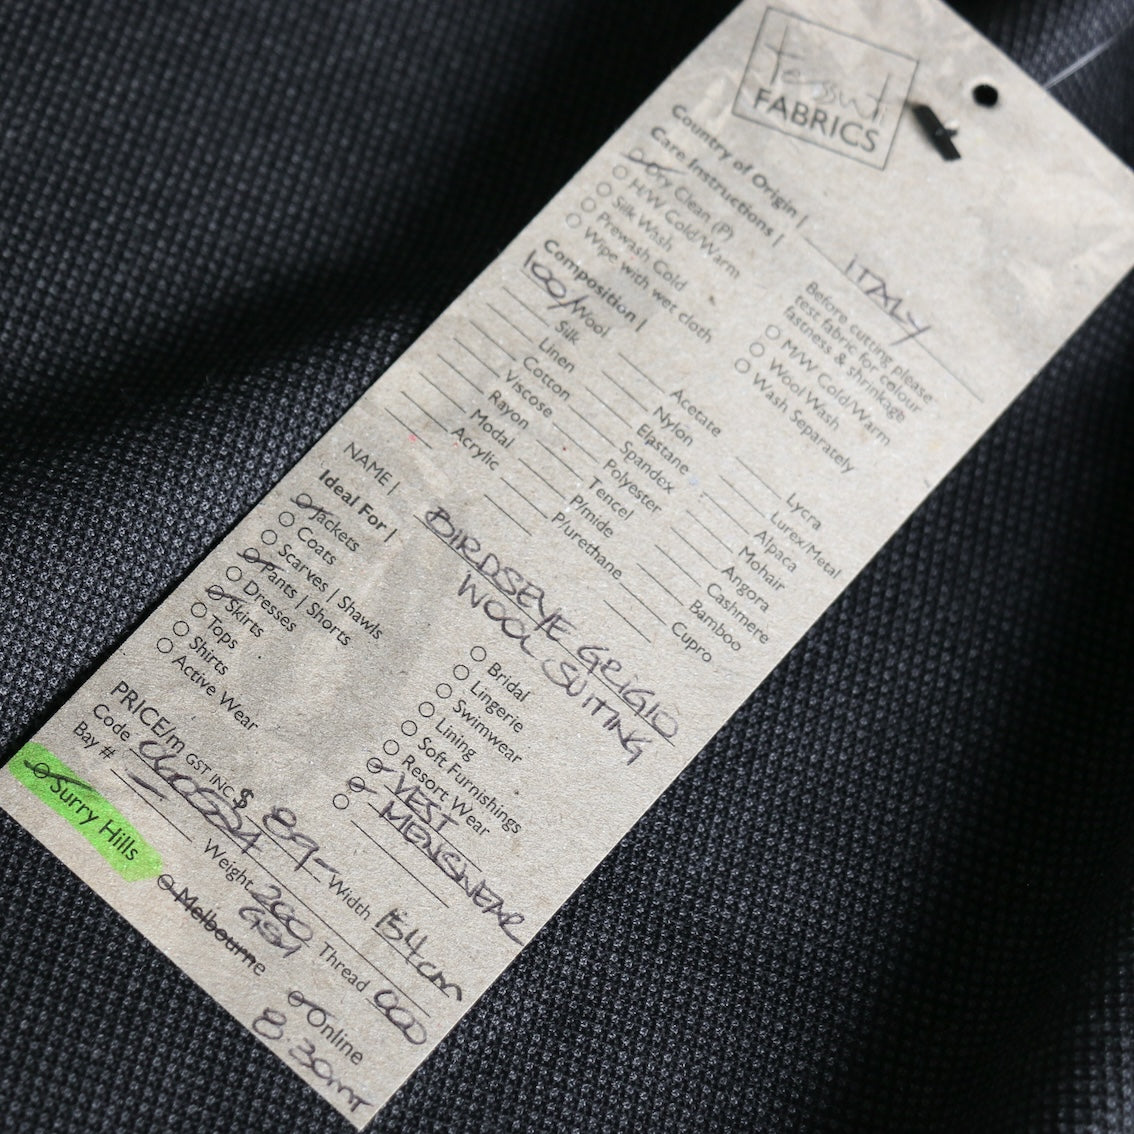 Tessuti
FABRICS
Country of Origin | ITALY
Care Instructions |
Dry Clean (P)
H/W Cold/Warm
Silk Wash
Prewash Cold
Wipe with wet cloth
Before cutting please
test fabric for colour
fastness & shrinkage
M/W Cold/Warm
Wool Wash
Wash Separately
Composition |
100/ Wool
Silk
Linen
Cotton
Viscose
Rayon
Modal
Acrylic
Acetate
Nylon
Elastane
Spandex
Polyester
Tencel
P/mide
P/urethane
Lycra
Lurex/Metal
Alpaca
Mohair
Angora
Cashmere
Bamboo
Cupro
NAME | BIRDSEYE GRIGIO
WOOL SUITING
Ideal For |
Jackets
Coats
Scarves | Shawls
Pants | Shorts
Dresses
Skirts
Tops
Shirts
Active Wear
Bridal
Lingerie
Swimwear
Lining
Soft Furnishings
Resort Wear
VEST
MENSWEAR
PRICE/m GST INC $ 89- Width 154cm
Code
Weight 200 GSM
Thread
Bay #
Surry Hills
Melbourne
Online
8.30mT